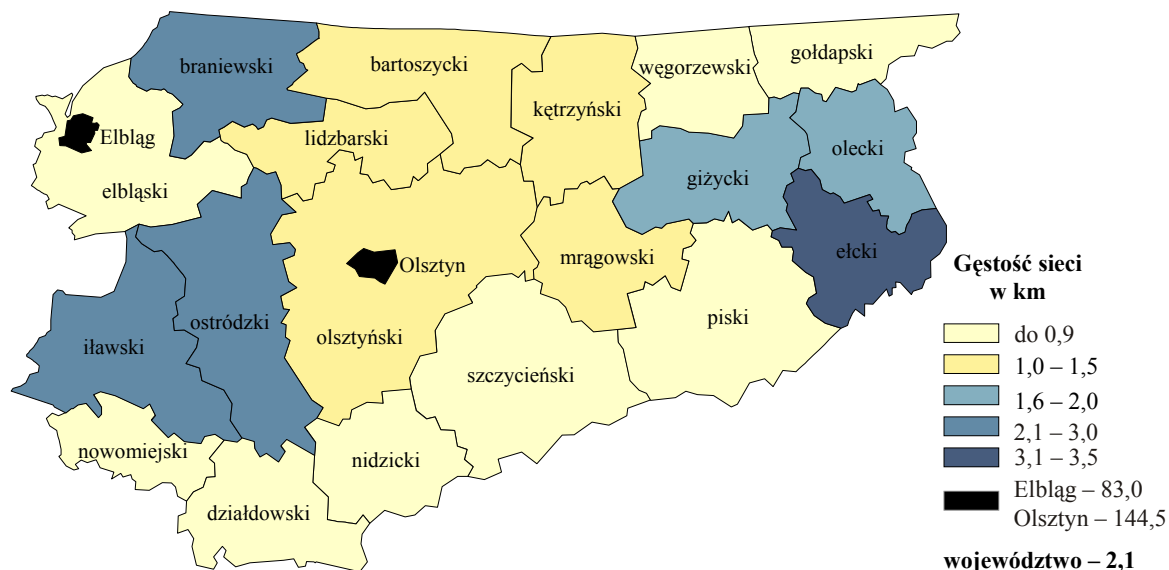 gołdapski
braniewski
bartoszycki
węgorzewski
kętrzyński
Elbląg
lidzbarski
olecki
giżycki
elbląski
ełcki
mrągowski
Olsztyn
ostródzki
piski
olsztyński
iławski
szczycieński
nowomiejski
nidzicki
działdowski
Gęstość sieci
w km
do 0,9
1,0 – 1,5
1,6 – 2,0
2,1 – 3,0
3,1 – 3,5
Elbląg – 83,0
Olsztyn – 144,5
województwo – 2,1